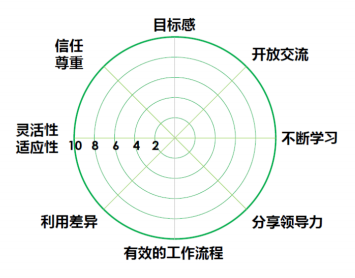 目标感
信任
尊重
开放交流
灵活性
适应性
10 8 6 4 2
不断学习
利用差异
分享领导力
有效的工作流程